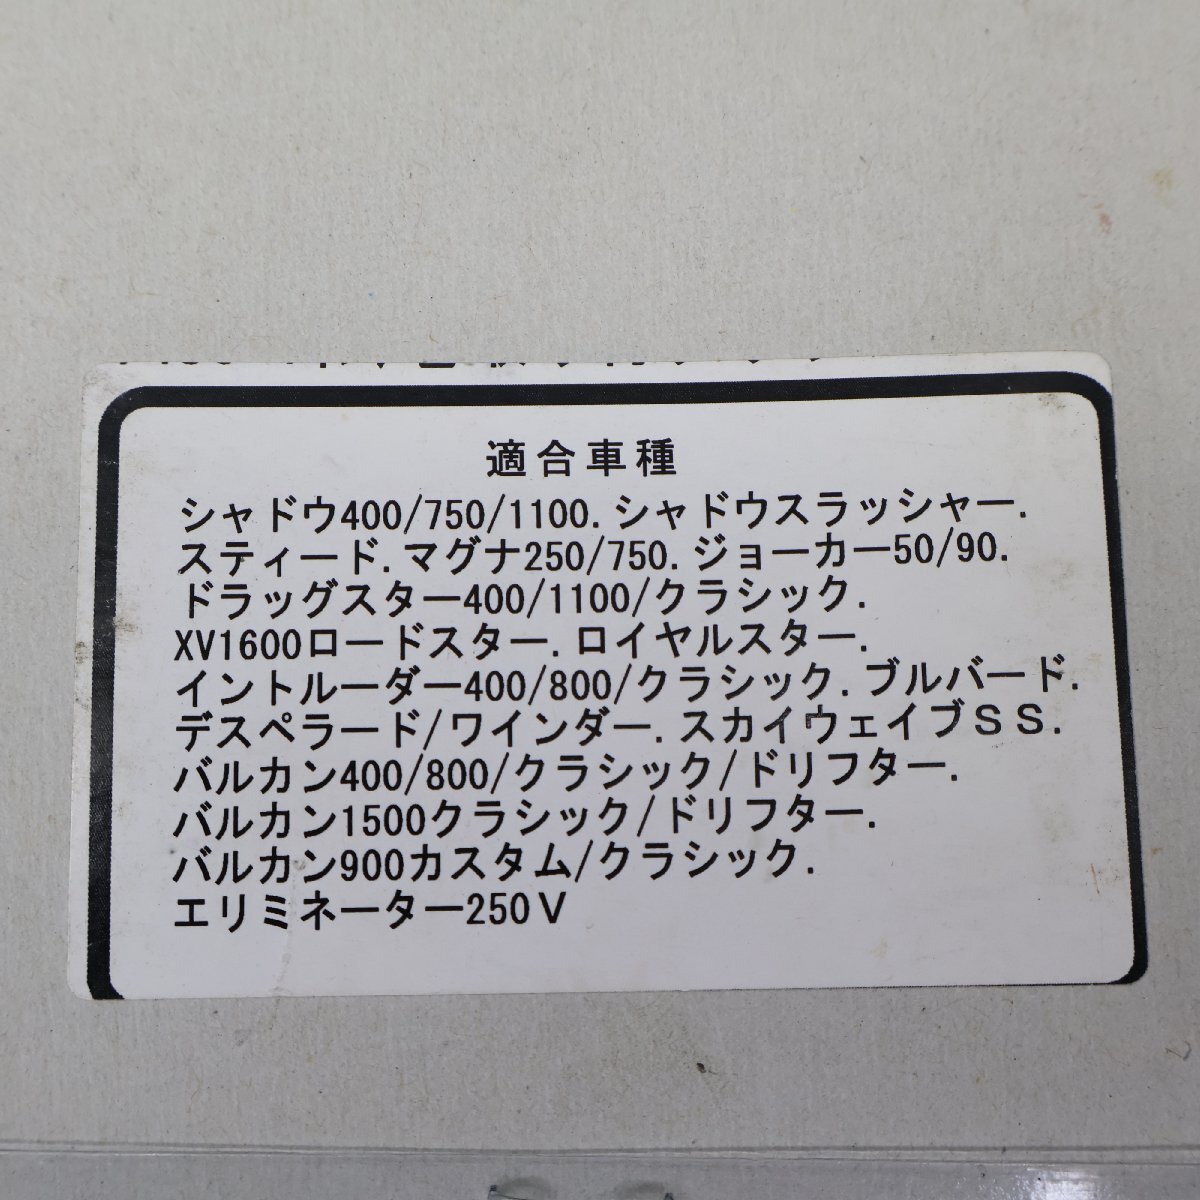 適合車種
シャドウ400/750/1100.シャドウスラッシャー.
スティード.マグナ250/750.ジョーカー50/90.
ドラッグスター400/1100/クラシック.
XV1600ロードスター.ロイヤルスター.
イントルーダー400/800/クラシック.ブルバード.
デスペラード/ワインダー.スカイウェイブＳＳ.
バルカン400/800/クラシック/ドリフター.
バルカン1500クラシック/ドリフター.
バルカン900カスタム/クラシック.
エリミネーター250Ｖ